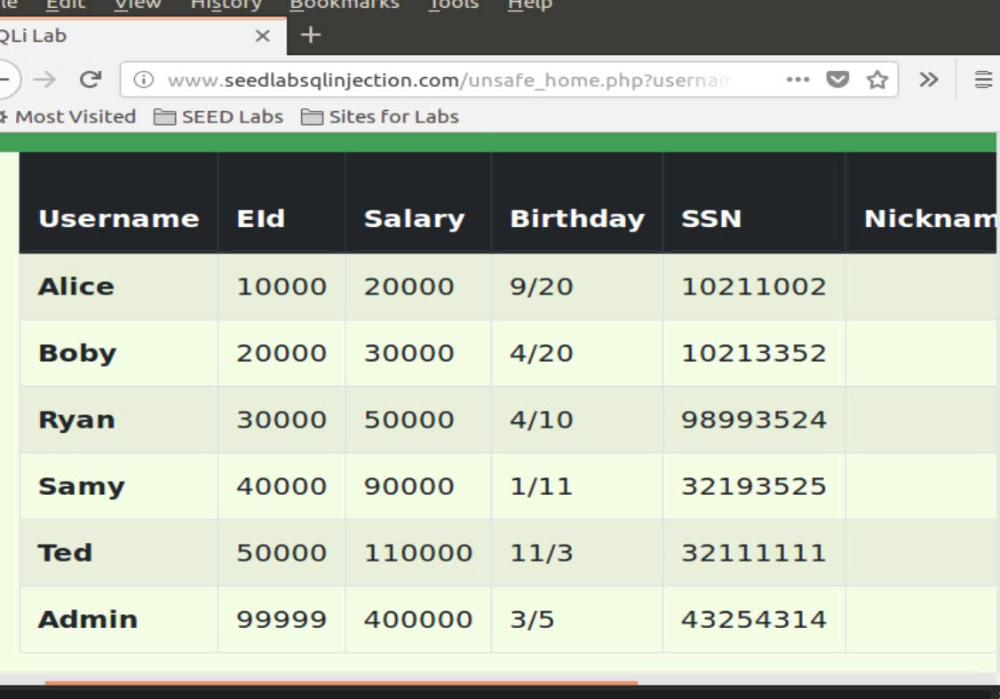 le Edit View History Bookmarks Tools Help
QLi Lab
www.seedlabsqlinjection.com/unsafe_home.php?usernam
Most Visited SEED Labs Sites for Labs
Username EId Salary Birthday SSN Nicknam
Alice 10000 20000 9/20 10211002
Boby 20000 30000 4/20 10213352
Ryan 30000 50000 4/10 98993524
Samy 40000 90000 1/11 32193525
Ted 50000 110000 11/3 32111111
Admin 99999 400000 3/5 43254314